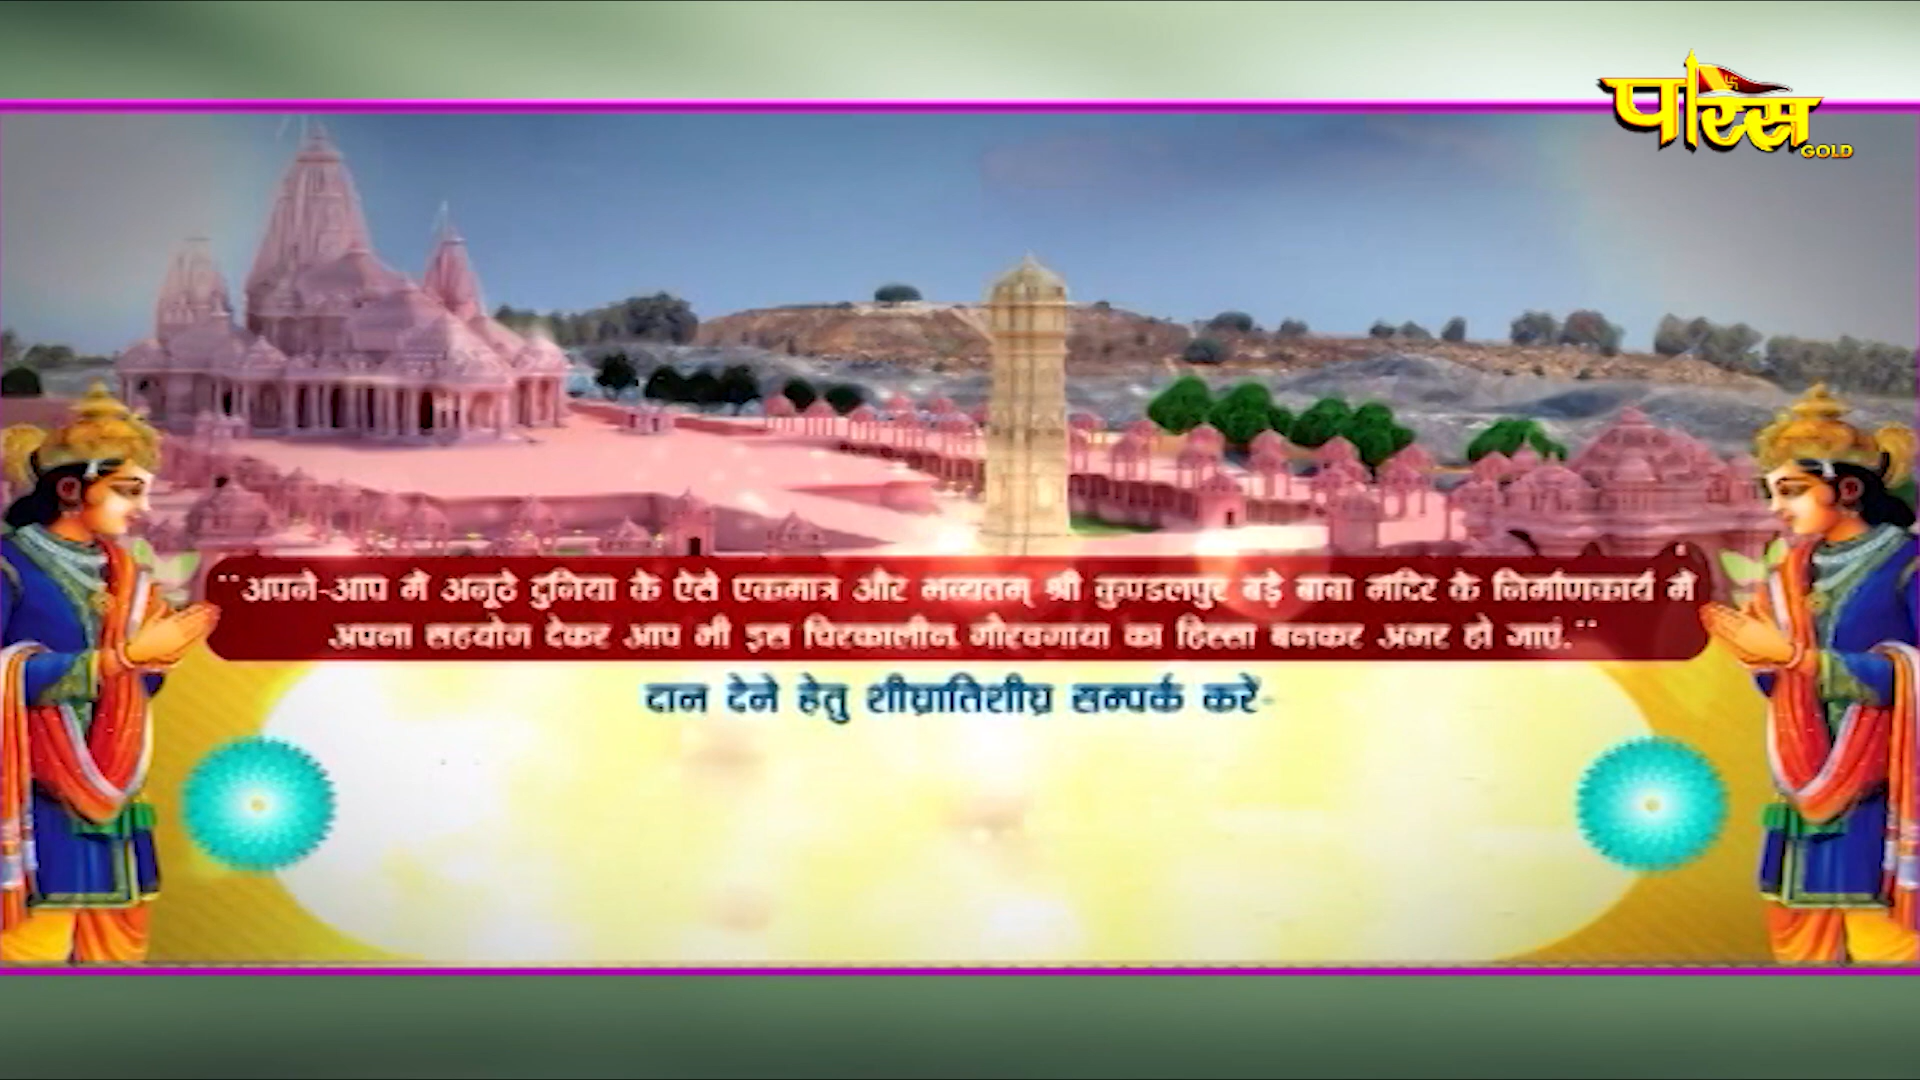 पारस
GOLD
¨अपने-आप में अनूठे दुनिया के ऐसे एकमात्र और भव्यतम् श्री कुण्डलपुर बड़े बाबा मंदिर के निर्माणकार्य में
अपना सहयोग देकर आप भी इस चिरकालीन गौरवगाथा का हिस्सा बनकर अमर हो जाएं.¨
दान देने हेतु शीघ्रातिशीघ्र सम्पर्क करें-